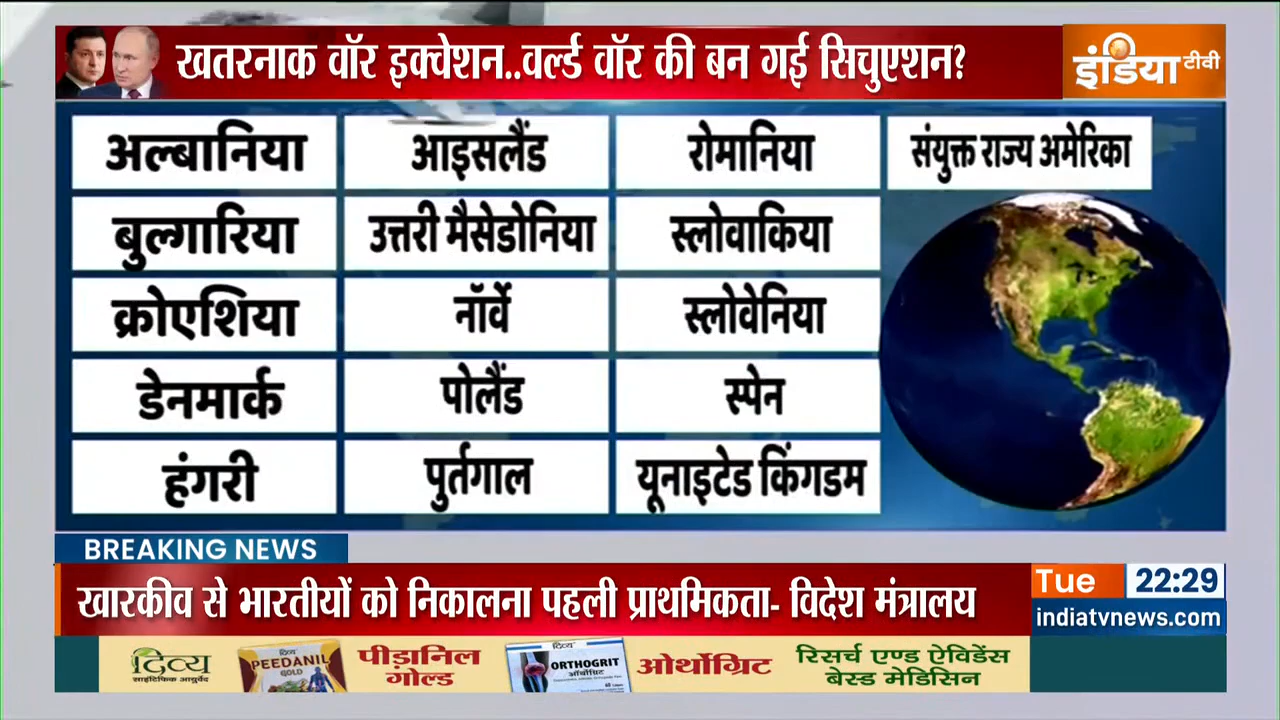 खतरनाक वॉर इक्वेशन..वर्ल्ड वॉर की बन गई सिचुएशन?
इंडिया टीवी
अल्बानिया
आइसलैंड
रोमानिया
संयुक्त राज्य अमेरिका
बुल्गारिया
उत्तरी मैसेडोनिया
स्लोवाकिया
क्रोएशिया
नॉर्वे
स्लोवेनिया
डेनमार्क
पोलैंड
स्पेन
हंगरी
पुर्तगाल
यूनाइटेड किंगडम
BREAKING NEWS
खारकीव से भारतीयों को निकालना पहली प्राथमिकता- विदेश मंत्रालय
Tue 22:29
indiatvnews.com
दिव्य
साइंटिफिक आयुर्वेद
PEEDANIL
GOLD
पीड़ानिल
गोल्ड
दिव्य
ORTHOGRIT
ऑर्थोग्रिट
ओर्थोग्रिट
रिसर्च एण्ड ऐविडेंस
बेस्ड मेडिसिन